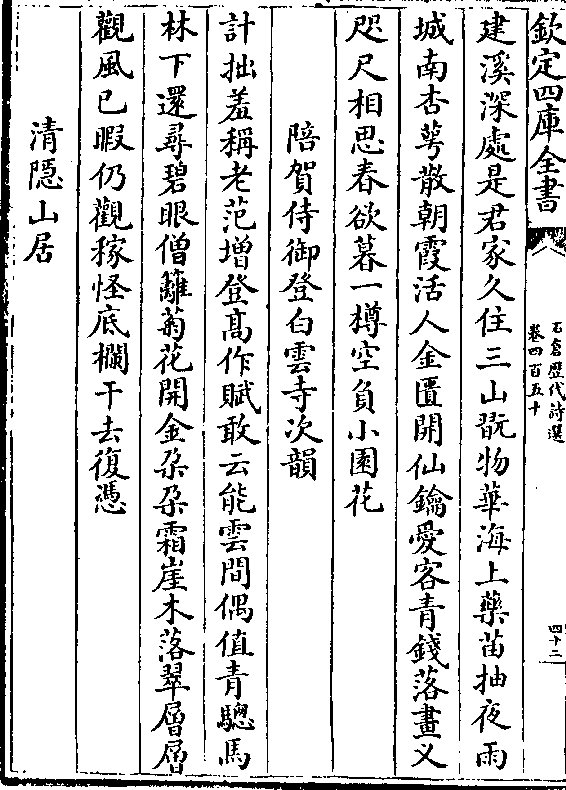 欽定四庫全書
石倉歴代詩選
卷四百五十
四十二
建溪深處是君家久住三山翫物華海上藥苗抽夜雨
城南杏萼散朝霞活人金匱開仙鑰愛客青錢落畫义
咫尺相思春欲暮一樽空負小園花
陪賀侍御登白雲寺次韻
計拙羞稱老范増登髙作賦敢云能雲間偶值青驄馬
林下還尋碧眼僧籬菊花開金朶朶霜崖木落翠層層
觀風已暇仍觀稼怪底欄干去復憑
清隠山居